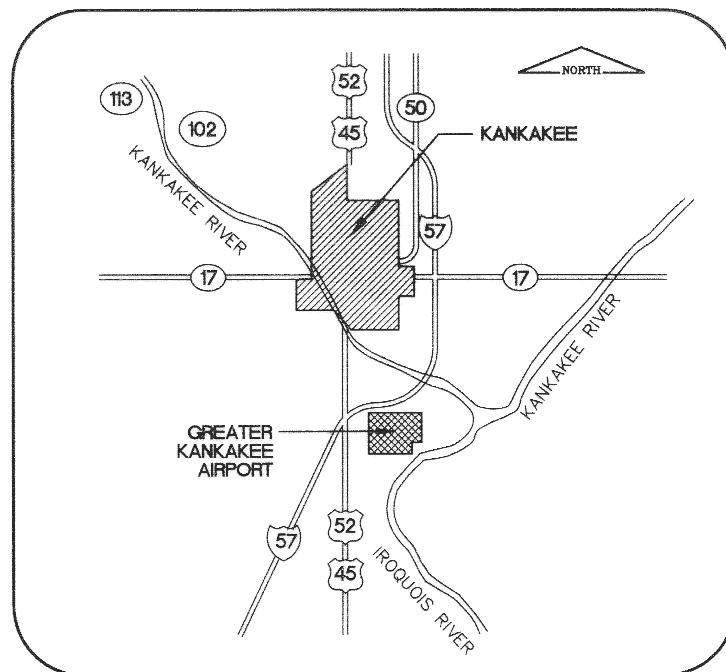 NORTH
52
113
50
102
45
KANKAKEE
KANKAKEE RIVER
57
17
17
KANKAKEE RIVER
GREATER
KANKAKEE
AIRPORT
57
52
45
IROQUOIS RIVER